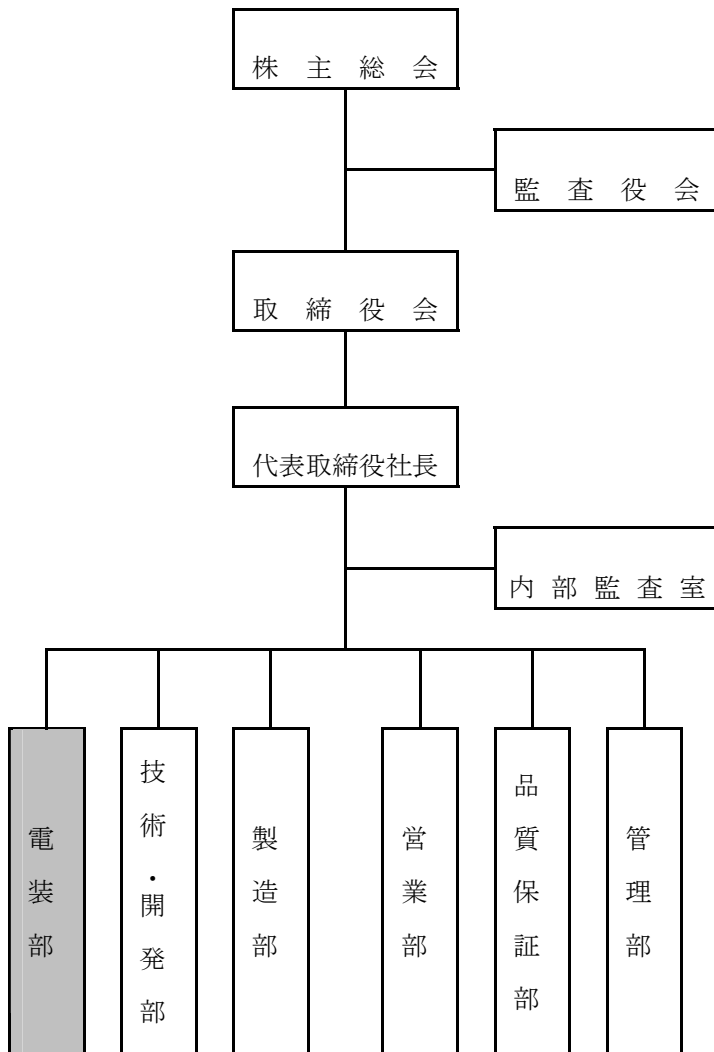 株主総会
監査役会
取締役会
代表取締役社長
内部監査室
電装部
技術・開発部
製造部
営業部
品質保証部
管理部